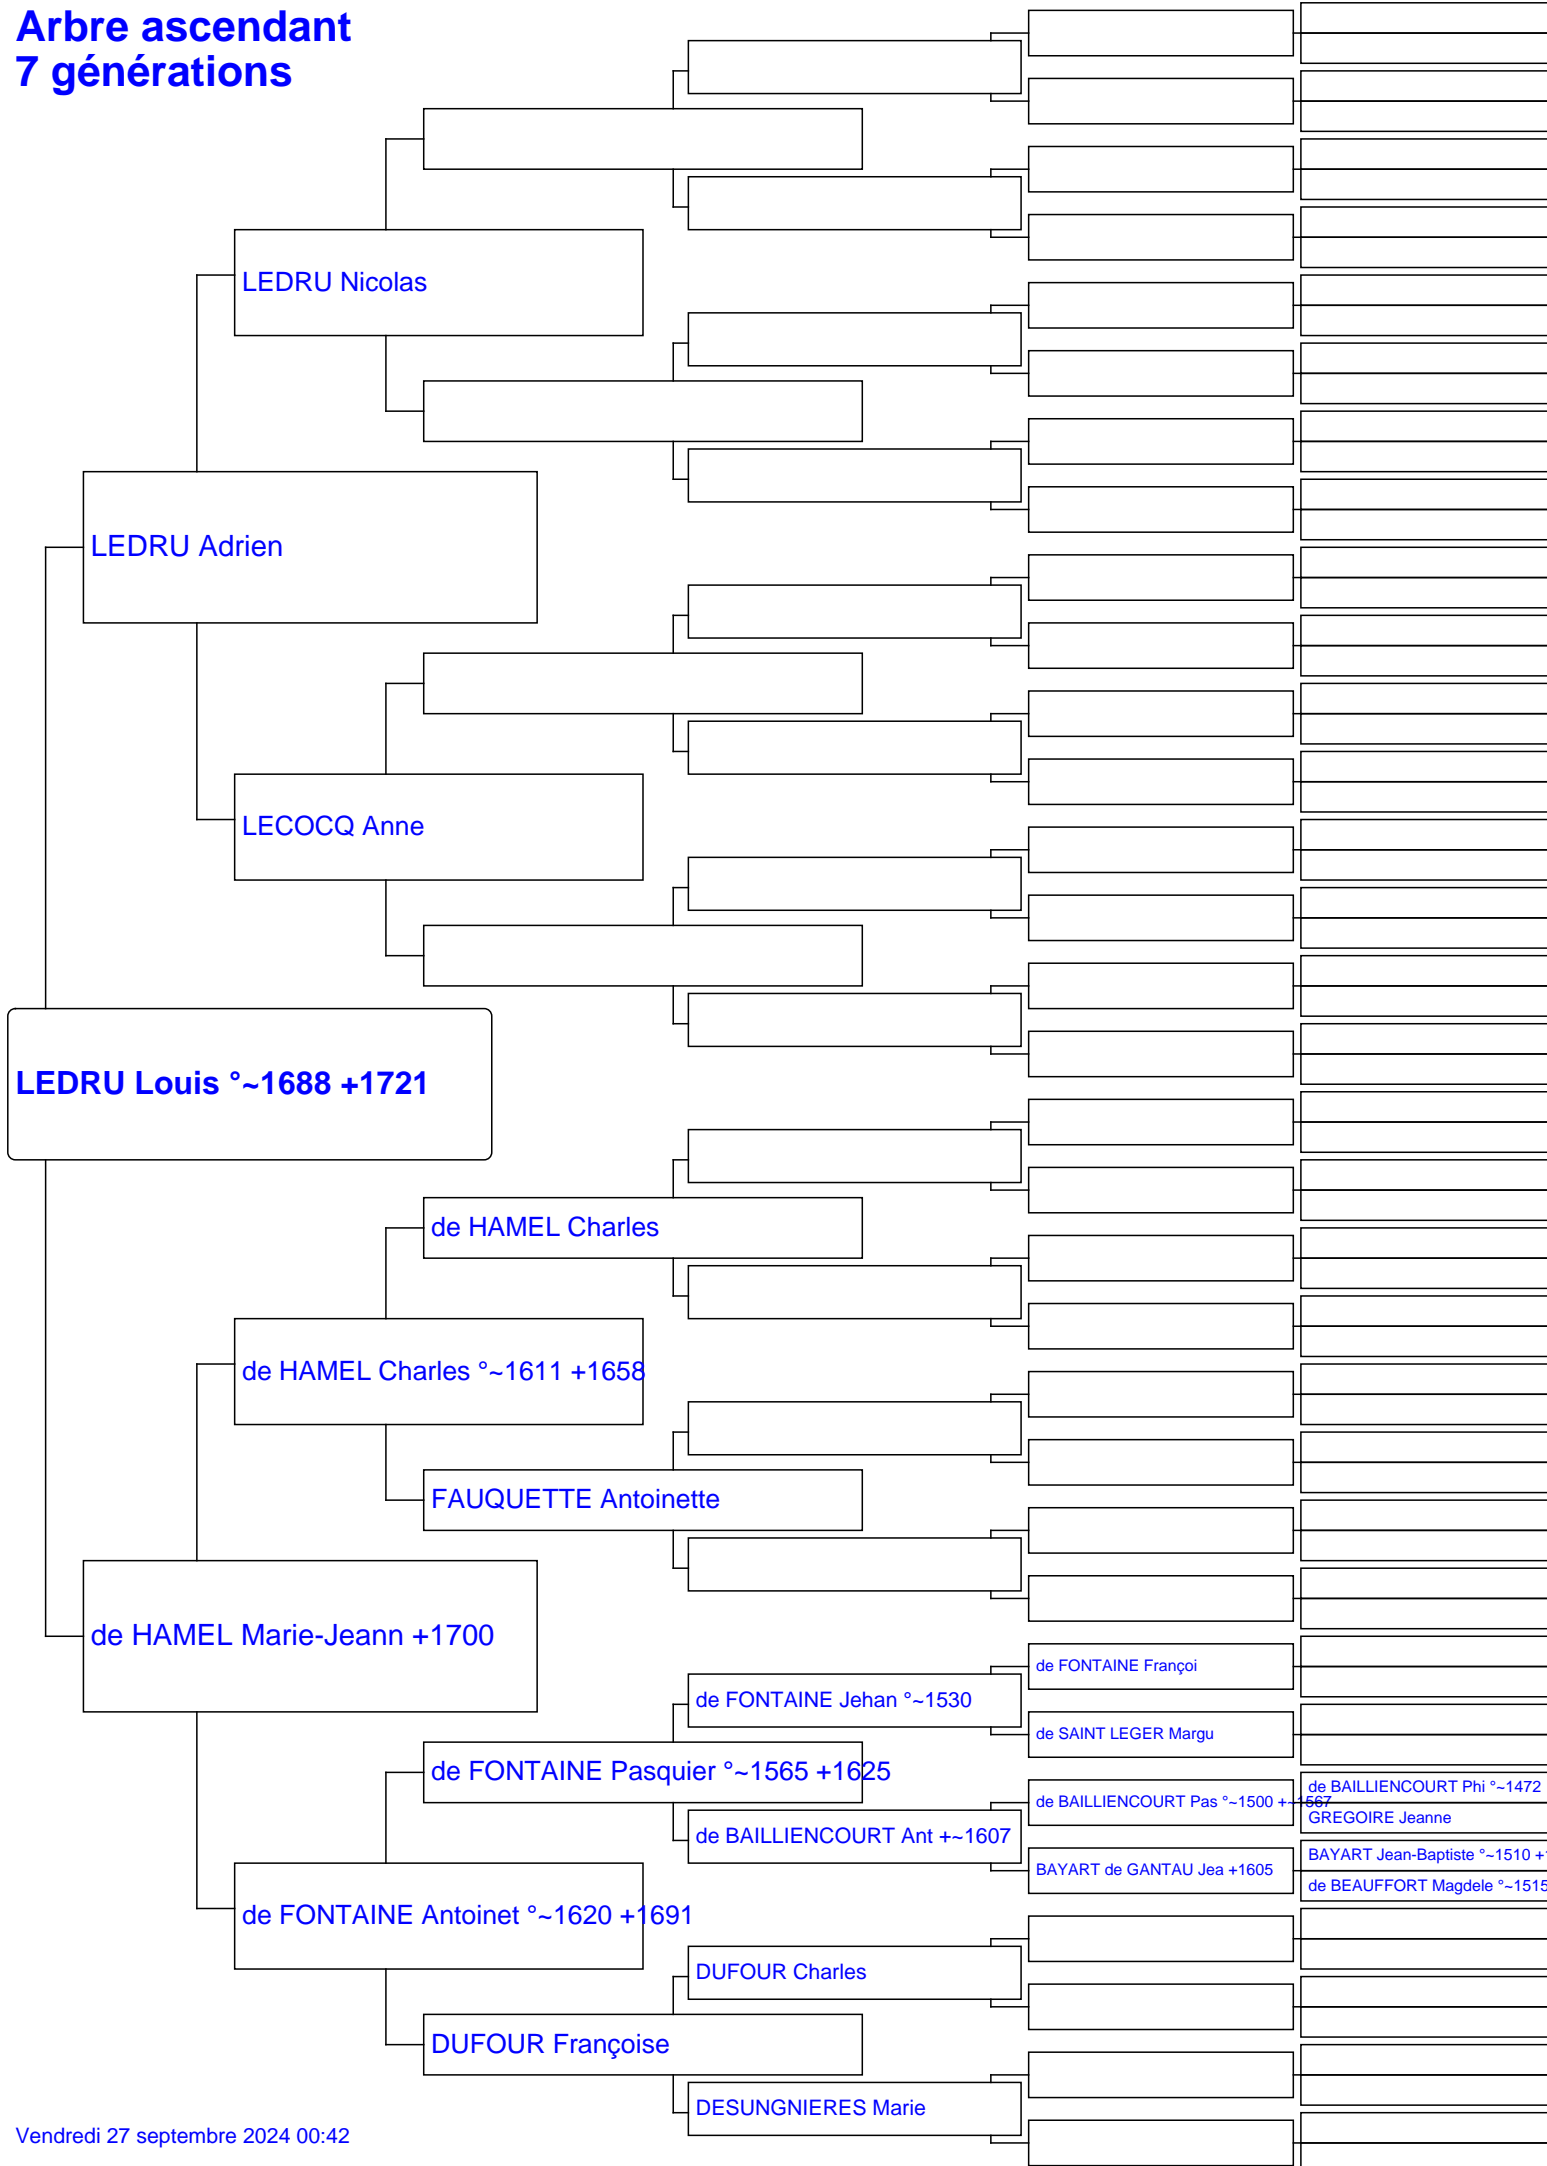 Arbre ascendant
7 générations
LEDRU Nicolas
LEDRU Adrien
LECOCQ Anne
LEDRU Louis °~1688 +1721
de HAMEL Charles
de HAMEL Charles °~1611 +1658
FAUQUETTE Antoinette
de HAMEL Marie-Jeann +1700
de FONTAINE Françoi
de FONTAINE Jehan °~1530
de SAINT LEGER Margu
de FONTAINE Pasquier °~1565 +1625
de BAILLIENCOURT Phi °~1472
de BAILLIENCOURT Pas °~1500 +~1567
GREGOIRE Jeanne
de BAILLIENCOURT Ant +~1607
BAYART Jean-Baptiste °~1510 +1
BAYART de GANTAU Jea +1605
de BEAUFFORT Magdele °~1515
de FONTAINE Antoinet °~1620 +1691
DUFOUR Charles
DUFOUR Françoise
DESUNGNIERES Marie
Vendredi 27 septembre 2024 00:42